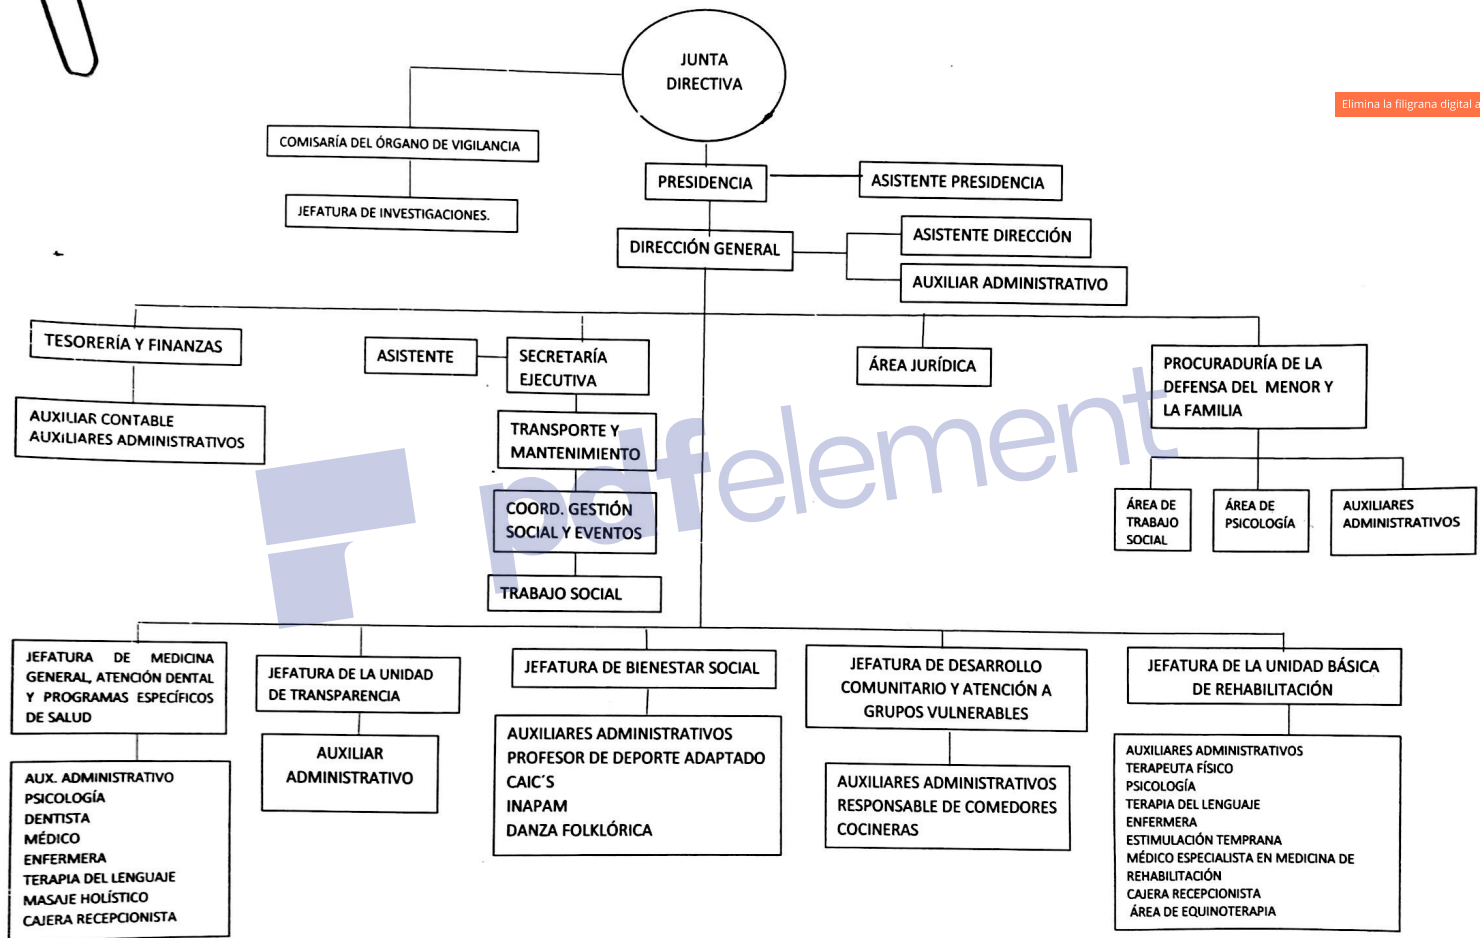 JUNTA
DIRECTIVA
Elimina la filigrana digital a
COMISARÍA DEL ÓRGANO DE VIGILANCIA
JEFATURA DE INVESTIGACIONES.
PRESIDENCIA
ASISTENTE PRESIDENCIA
DIRECCIÓN GENERAL
ASISTENTE DIRECCIÓN
AUXILIAR ADMINISTRATIVO
TESORERÍA Y FINANZAS
AUXILIAR CONTABLE
AUXILIARES ADMINISTRATIVOS
ASISTENTE
SECRETARÍA
EJECUTIVA
TRANSPORTE Y
MANTENIMIENTO
COORD. GESTIÓN
SOCIAL Y EVENTOS
TRABAJO SOCIAL
ÁREA JURÍDICA
PROCURADURÍA DE LA
DEFENSA DEL MENOR Y
LA FAMILIA
ÁREA DE
TRABAJO
SOCIAL
ÁREA DE
PSICOLOGÍA
AUXILIARES
ADMINISTRATIVOS
pdfelement
JEFATURA DE MEDICINA
GENERAL, ATENCIÓN DENTAL
Y PROGRAMAS ESPECÍFICOS
DE SALUD
AUX. ADMINISTRATIVO
PSICOLOGÍA
DENTISTA
MÉDICO
ENFERMERA
TERAPIA DEL LENGUAJE
MASAJE HOLÍSTICO
CAJERA RECEPCIONISTA
JEFATURA DE LA UNIDAD
DE TRANSPARENCIA
AUXILIAR
ADMINISTRATIVO
JEFATURA DE BIENESTAR SOCIAL
AUXILIARES ADMINISTRATIVOS
PROFESOR DE DEPORTE ADAPTADO
CAIC´S
INAPAM
DANZA FOLKLÓRICA
JEFATURA DE DESARROLLO
COMUNITARIO Y ATENCIÓN A
GRUPOS VULNERABLES
AUXILIARES ADMINISTRATIVOS
RESPONSABLE DE COMEDORES
COCINERAS
JEFATURA DE LA UNIDAD BÁSICA
DE REHABILITACIÓN
AUXILIARES ADMINISTRATIVOS
TERAPEUTA FÍSICO
PSICOLOGÍA
TERAPIA DEL LENGUAJE
ENFERMERA
ESTIMULACIÓN TEMPRANA
MÉDICO ESPECIALISTA EN MEDICINA DE
REHABILITACIÓN
CAJERA RECEPCIONISTA
ÁREA DE EQUINOTERAPIA